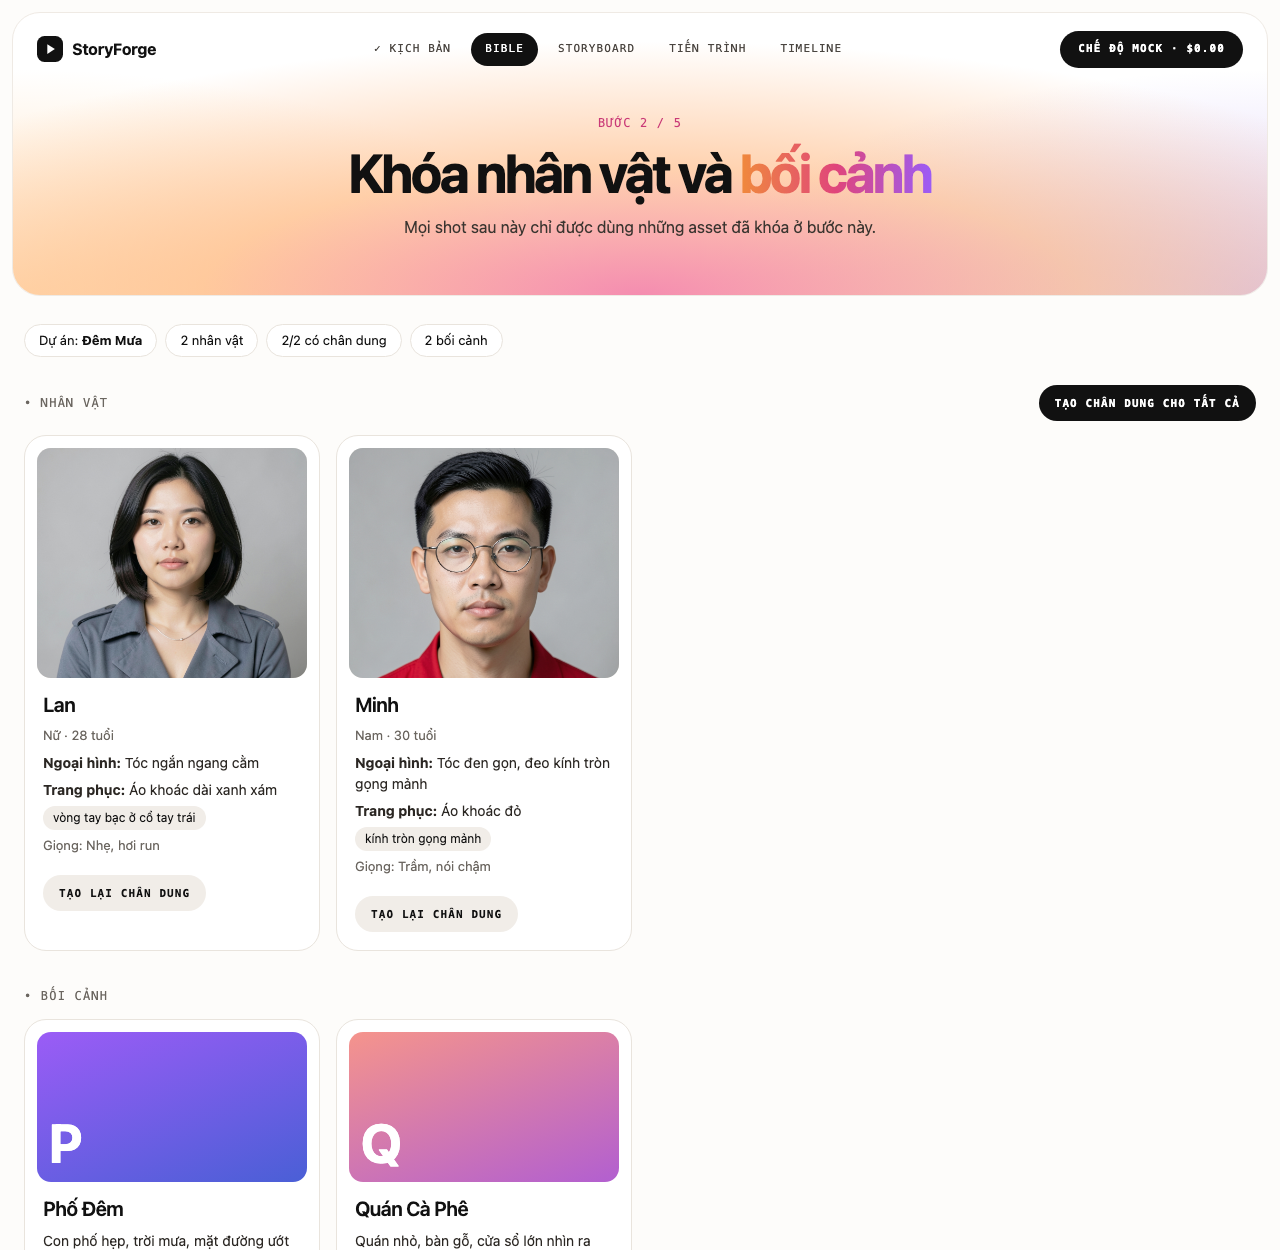 StoryForge
✓ KỊCH BẢN
BIBLE
STORYBOARD
TIẾN TRÌNH
TIMELINE
CHẾ ĐỘ MOCK · $0.00
BƯỚC 2 / 5
Khóa nhân vật và bối cảnh
Mọi shot sau này chỉ được dùng những asset đã khóa ở bước này.
Dự án: Đêm Mưa
2 nhân vật
2/2 có chân dung
2 bối cảnh
• NHÂN VẬT
TẠO CHÂN DUNG CHO TẤT CẢ
Lan
Nữ · 28 tuổi
Ngoại hình: Tóc ngắn ngang cằm
Trang phục: Áo khoác dài xanh xám
vòng tay bạc ở cổ tay trái
Giọng: Nhẹ, hơi run
TẠO LẠI CHÂN DUNG
Minh
Nam · 30 tuổi
Ngoại hình: Tóc đen gọn, đeo kính tròn
gọng mảnh
Trang phục: Áo khoác đỏ
kính tròn gọng mảnh
Giọng: Trầm, nói chậm
TẠO LẠI CHÂN DUNG
• BỐI CẢNH
P
Phố Đêm
Con phố hẹp, trời mưa, mặt đường ướt
Q
Quán Cà Phê
Quán nhỏ, bàn gỗ, cửa sổ lớn nhìn ra